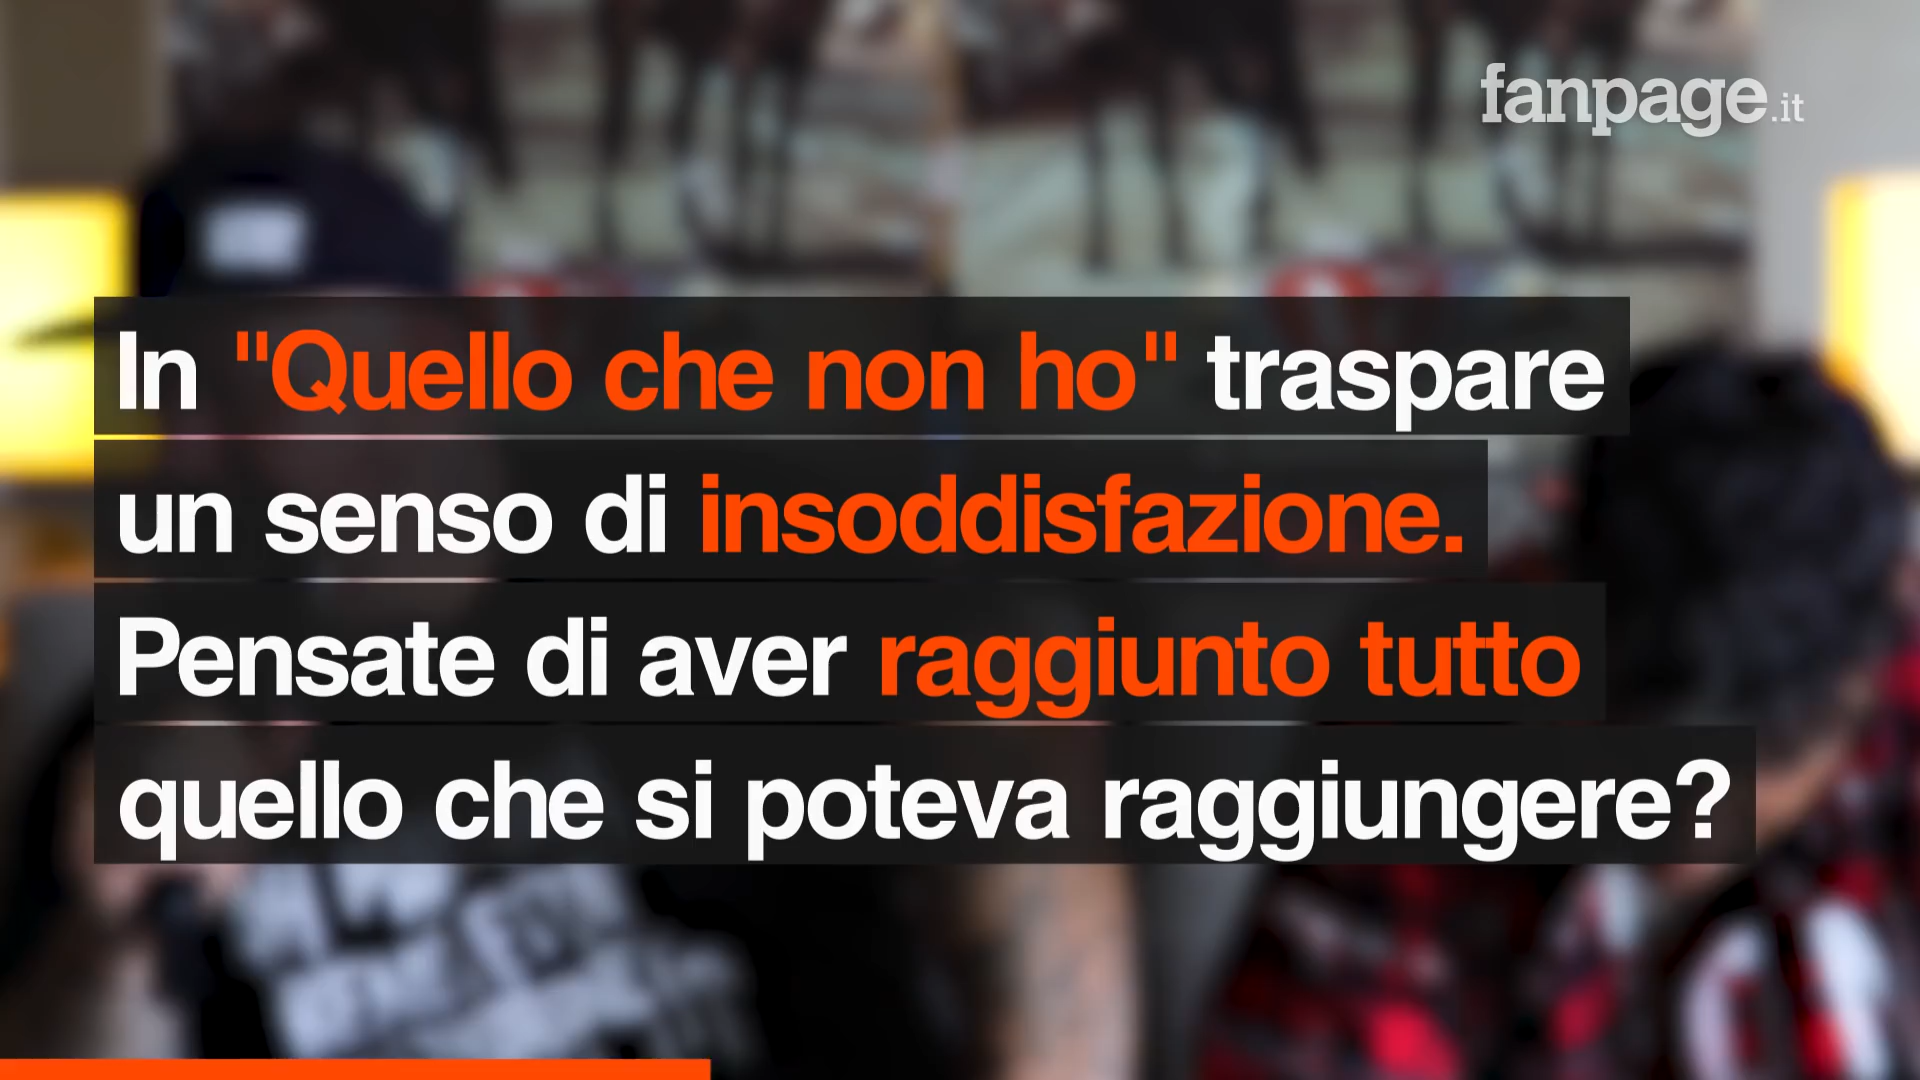 fanpage.it
In "Quello che non ho" traspare
un senso di insoddisfazione.
Pensate di aver raggiunto tutto
quello che si poteva raggiungere?